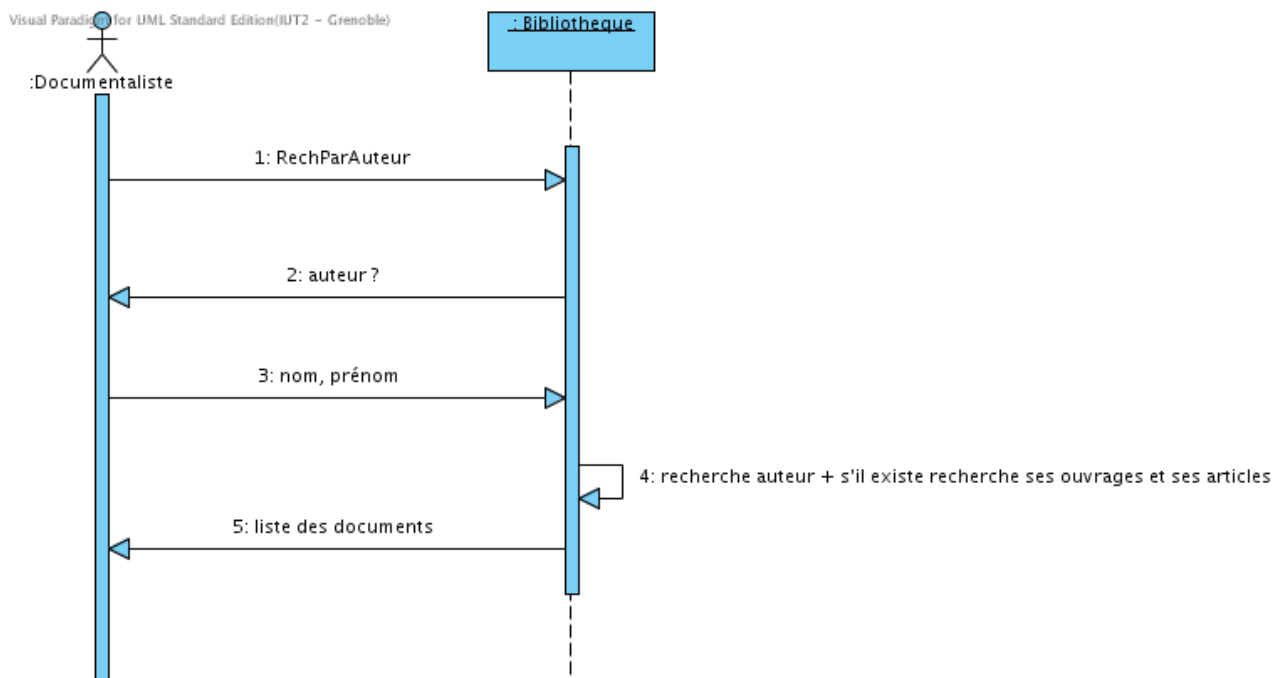 Visual Paradigm for UML Standard Edition(IUT2 - Grenoble)
: Bibliotheque
:Documentaliste
1: RechParAuteur
2: auteur ?
3: nom, prénom
4: recherche auteur + s'il existe recherche ses ouvrages et ses articles
5: liste des documents